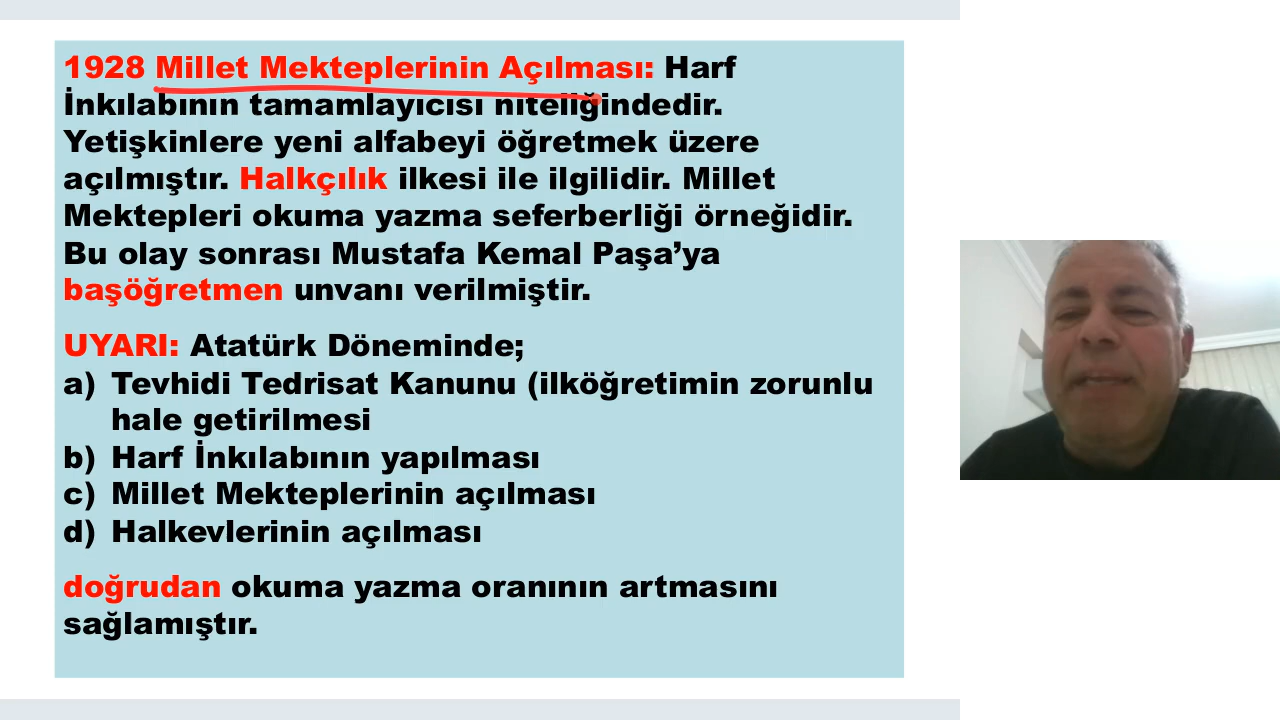 1928 Millet Mekteplerinin Açılması: Harf
İnkılabının tamamlayıcısı niteliğindedir.
Yetişkinlere yeni alfabeyi öğretmek üzere
açılmıştır. Halkçılık ilkesi ile ilgilidir. Millet
Mektepleri okuma yazma seferberliği örneğidir.
Bu olay sonrası Mustafa Kemal Paşa’ya
başöğretmen unvanı verilmiştir.
UYARI: Atatürk Döneminde;
a) Tevhidi Tedrisat Kanunu (ilköğretimin zorunlu
hale getirilmesi
b) Harf İnkılabının yapılması
c) Millet Mekteplerinin açılması
d) Halkevlerinin açılması
doğrudan okuma yazma oranının artmasını
sağlamıştır.